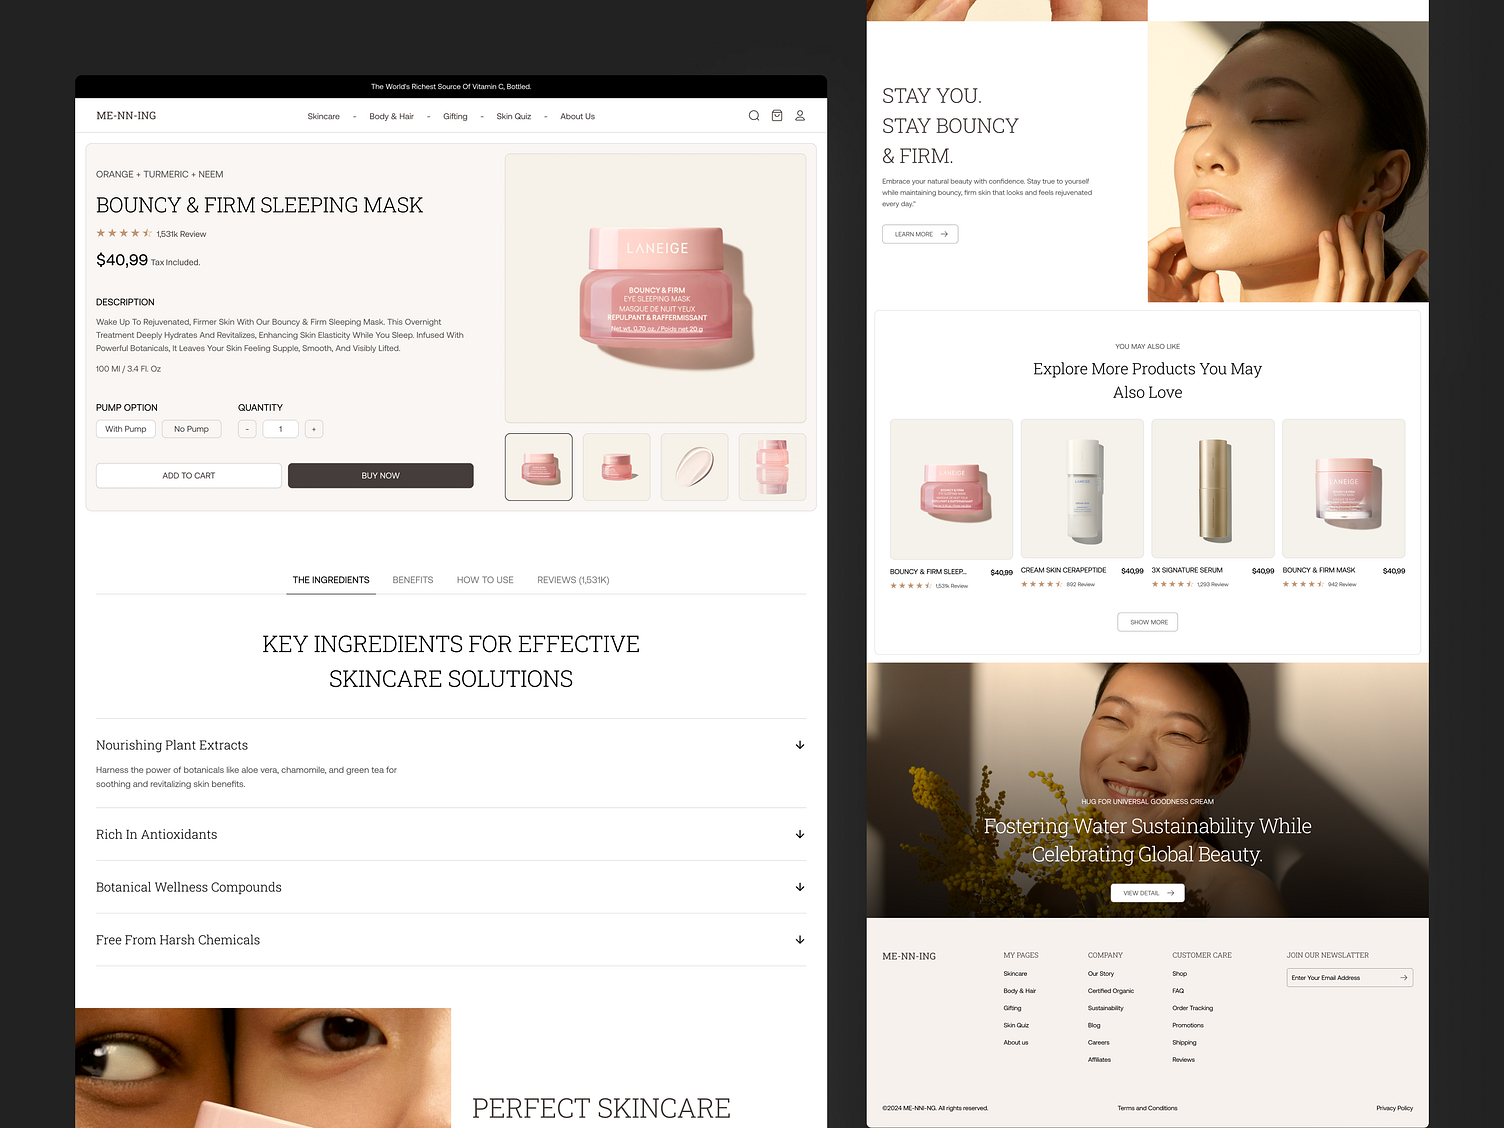 The World's Richest Source Of Vitamin C, Bottled.
ME-NN-ING
Skincare - Body & Hair - Gifting - Skin Quiz - About Us
ORANGE + TURMERIC + NEEM
BOUNCY & FIRM SLEEPING MASK
1,531k Review
$40,99 Tax Included.
DESCRIPTION
Wake Up To Rejuvenated, Firmer Skin With Our Bouncy & Firm Sleeping Mask. This Overnight
Treatment Deeply Hydrates And Revitalizes, Enhancing Skin Elasticity While You Sleep. Infused With
Powerful Botanicals, It Leaves Your Skin Feeling Supple, Smooth, And Visibly Lifted.
100 Ml / 3.4 Fl. Oz
PUMP OPTION
With Pump No Pump
QUANTITY
- 1 +
ADD TO CART
BUY NOW
LANEIGE
BOUNCY & FIRM
EYE SLEEPING MASK
MASQUE DE NUIT YEUX
REPULPANT & RAFFERMISSANT
Net wt. 0.70 oz. / Poids net 20 g
THE INGREDIENTS BENEFITS HOW TO USE REVIEWS (1,531K)
KEY INGREDIENTS FOR EFFECTIVE
SKINCARE SOLUTIONS
Nourishing Plant Extracts
Harness the power of botanicals like aloe vera, chamomile, and green tea for
soothing and revitalizing skin benefits.
Rich In Antioxidants
Botanical Wellness Compounds
Free From Harsh Chemicals
PERFECT SKINCARE
STAY YOU.
STAY BOUNCY
& FIRM.
Embrace your natural beauty with confidence. Stay true to yourself
while maintaining bouncy, firm skin that looks and feels rejuvenated
every day."
LEARN MORE
YOU MAY ALSO LIKE
Explore More Products You May
Also Love
LANEIGE
BOUNCY & FIRM SLEEP... $40,99
1,531k Review
LANEIGE
CREAM SKIN CERAPEPTIDE $40,99
892 Review
3X SIGNATURE SERUM $40,99
1,293 Review
LANEIGE
BOUNCY & FIRM MASK $40,99
942 Review
SHOW MORE
HUG FOR UNIVERSAL GOODNESS CREAM
Fostering Water Sustainability While
Celebrating Global Beauty.
VIEW DETAIL
ME-NN-ING
MY PAGES
Skincare
Body & Hair
Gifting
Skin Quiz
About us
COMPANY
Our Story
Certified Organic
Sustainability
Blog
Careers
Affiliates
CUSTOMER CARE
Shop
FAQ
Order Tracking
Promotions
Shipping
Reviews
JOIN OUR NEWSLATTER
Enter Your Email Address
©2024 ME-NNI-NG. All rights reserved.
Terms and Conditions
Privacy Policy